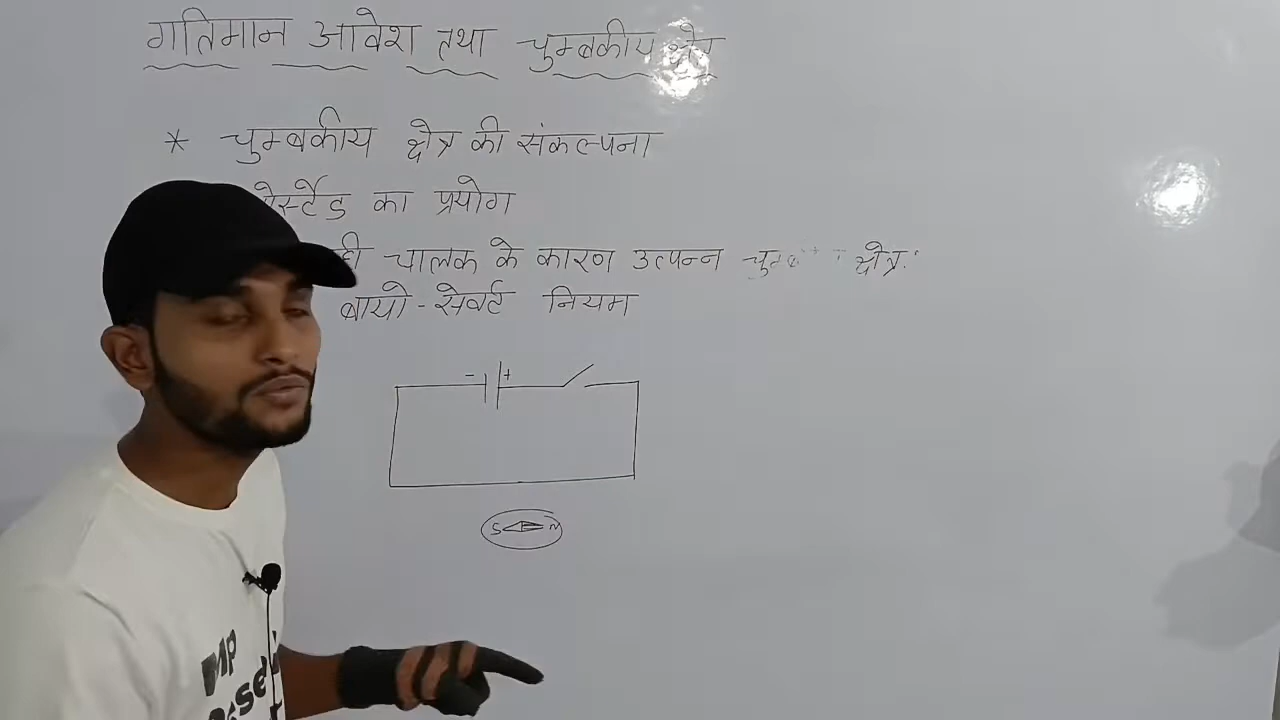 गतिमान आवेश तथा चुम्बकीय क्षेत्र
* चुम्बकीय क्षेत्र की संकल्पना
का प्रयोग
चालक के कारण उत्पन्न क्षेत्र
बायो-सेवर्ट नियम
- +
S N